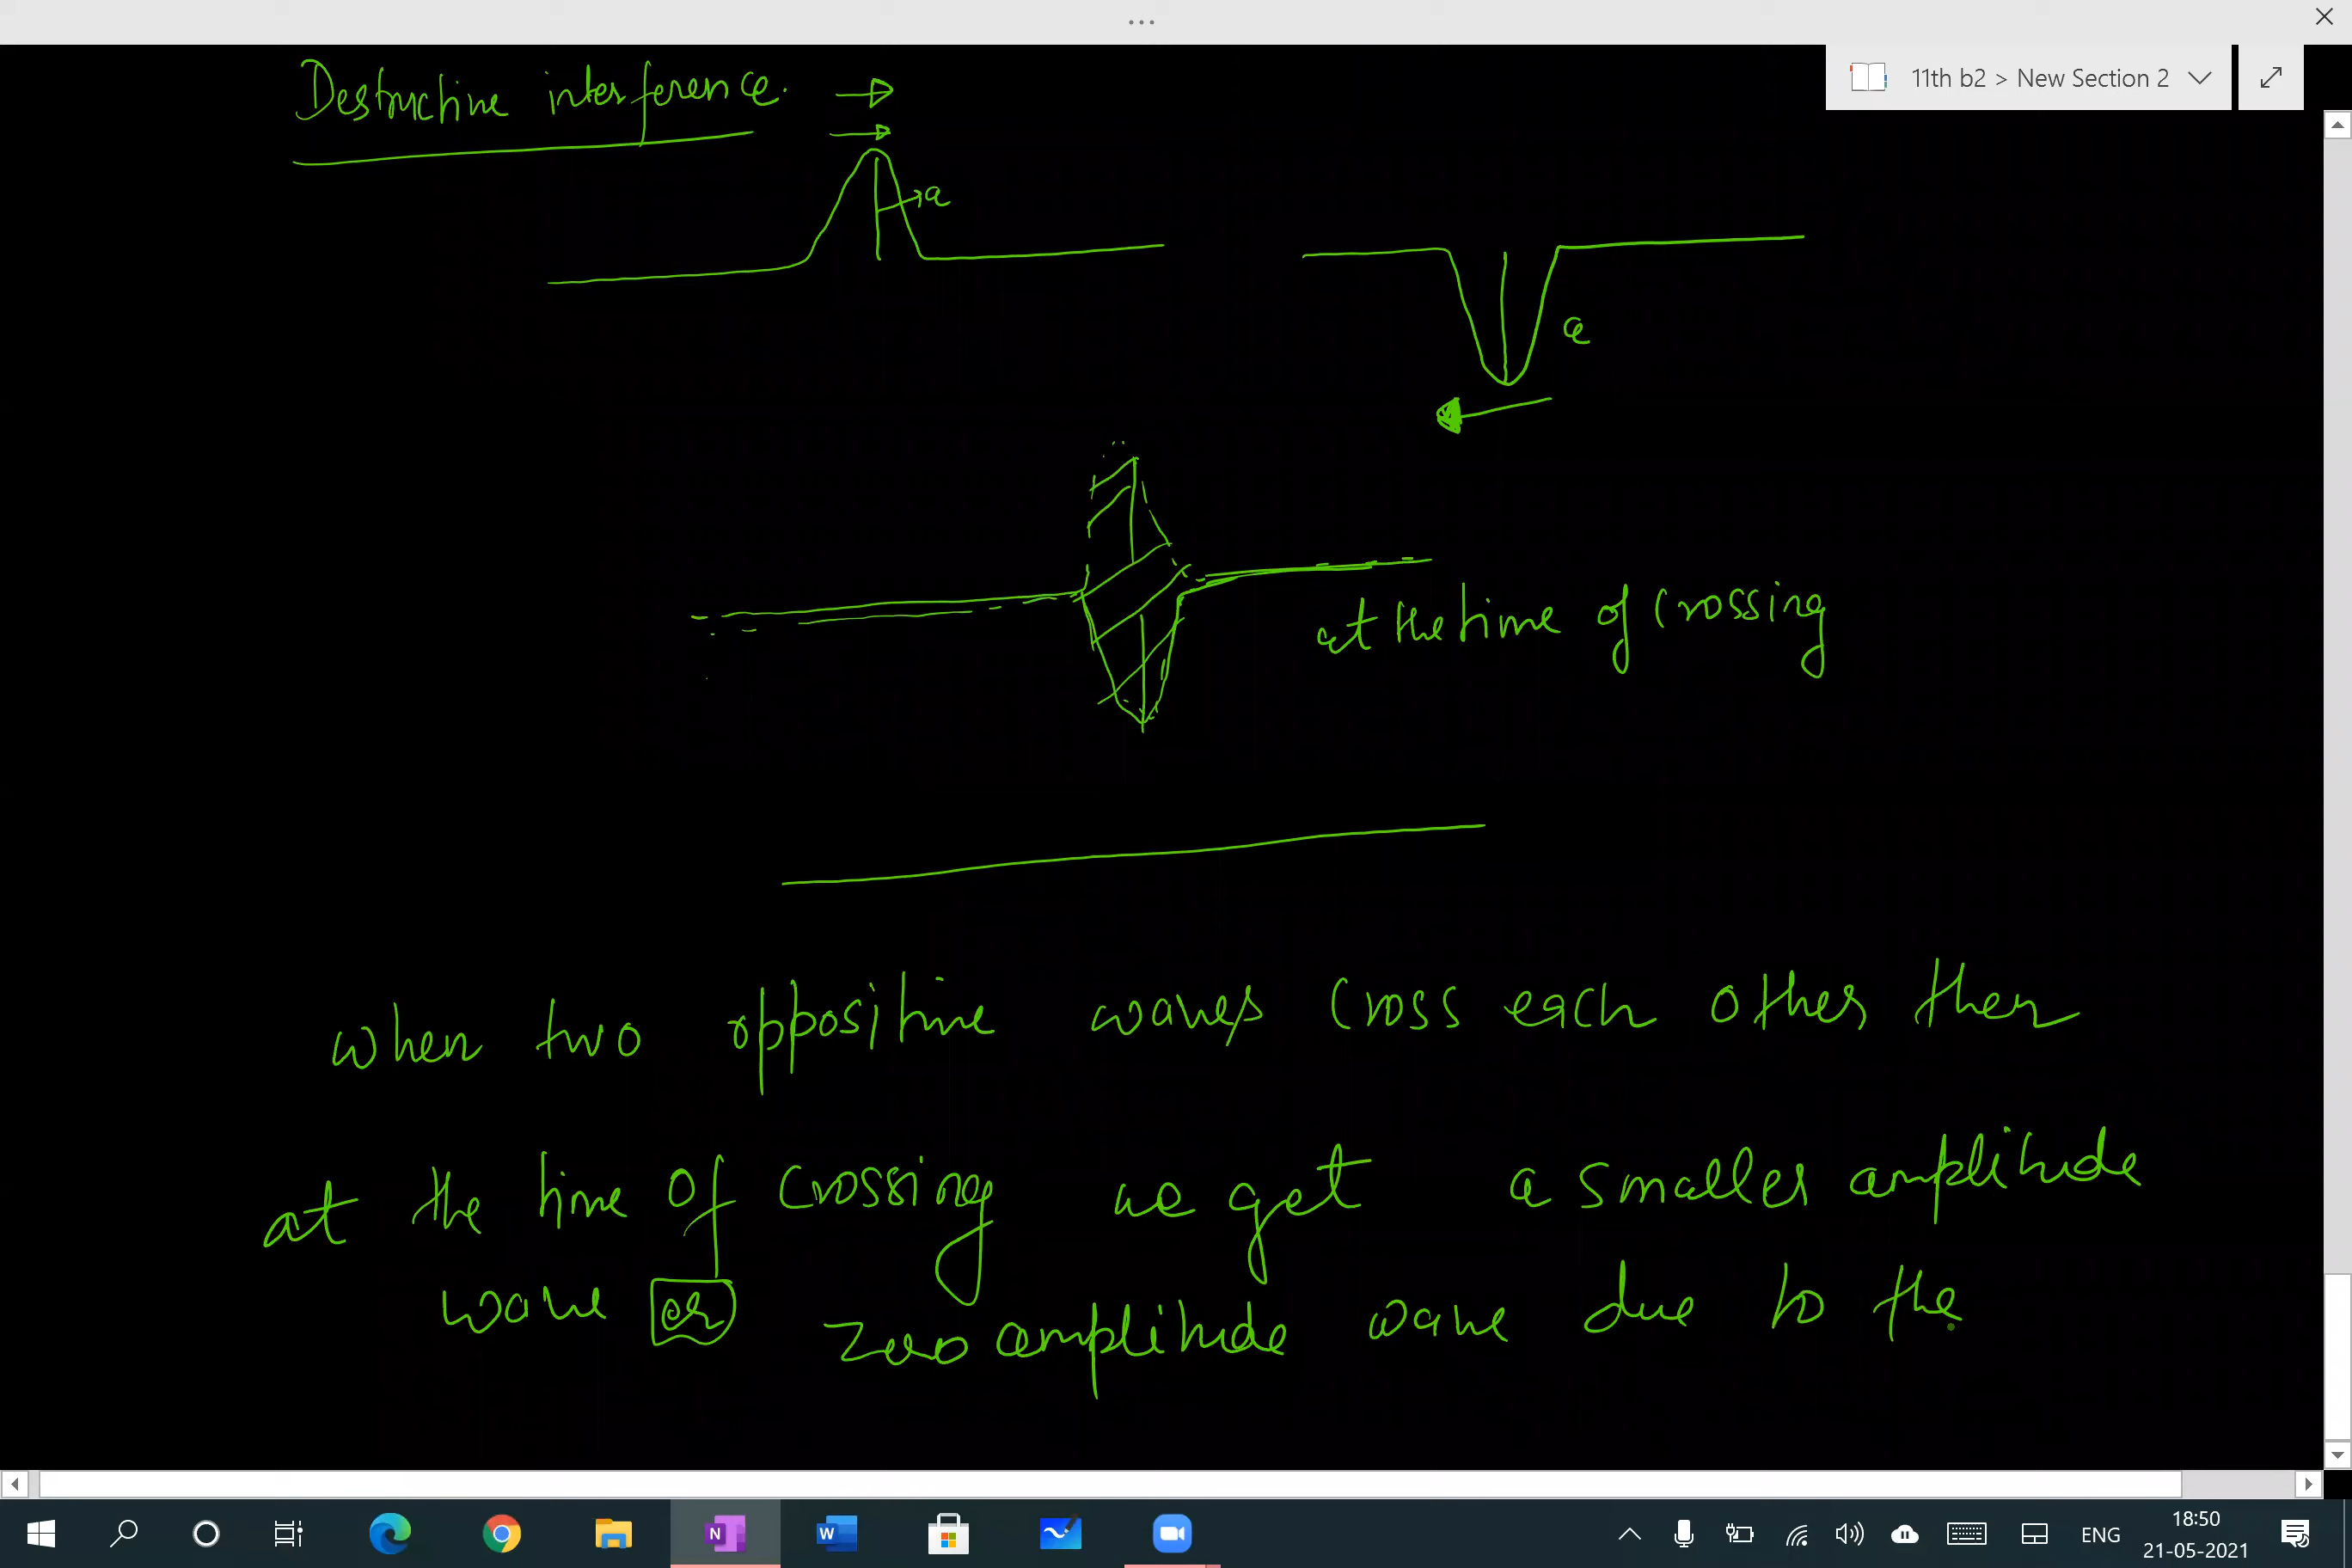 11th b2 > New Section 2
Destructive interference.
a
a
at the time of crossing
when two oppositive waves cross each other then
at the time of crossing we get a smaller amplitude
wave or zero amplitude wave due to the
ENG
18:50
21-05-2021